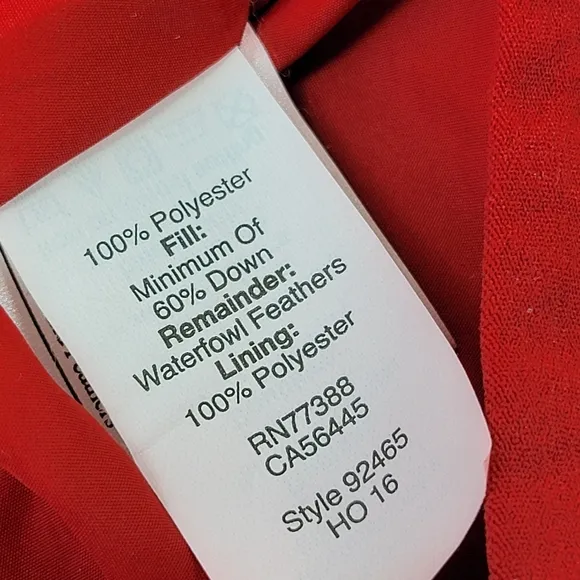 100% Polyester
Fill:
Minimum Of
60% Down
Remainder:
Waterfowl Feathers
Lining:
100% Polyester
RN77388
CA56445
Style 92465
HO 16